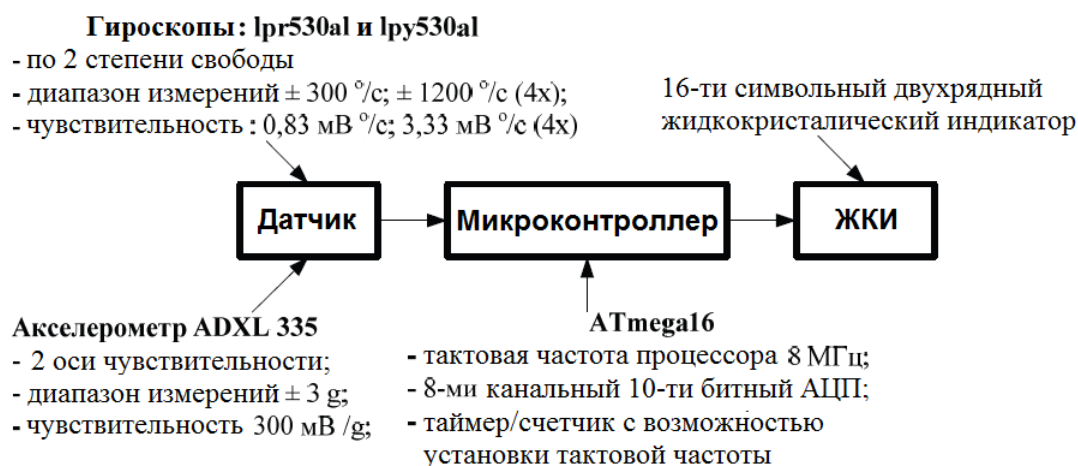 Гироскопы: lpr530al и lpy530al
- по 2 степени свободы
- диапазон измерений ± 300 °/с; ± 1200 °/с (4x);
- чувствительность : 0,83 мВ °/с; 3,33 мВ °/с (4x)
16-ти символьный двухрядный
жидкокристалический индикатор
Датчик
Микроконтроллер
ЖКИ
Акселерометр ADXL 335
- 2 оси чувствительности;
- диапазон измерений ± 3 g;
- чувствительность 300 мВ /g;
ATmega16
- тактовая частота процессора 8 МГц;
- 8-ми канальный 10-ти битный АЦП;
- таймер/счетчик с возможностью
установки тактовой частоты